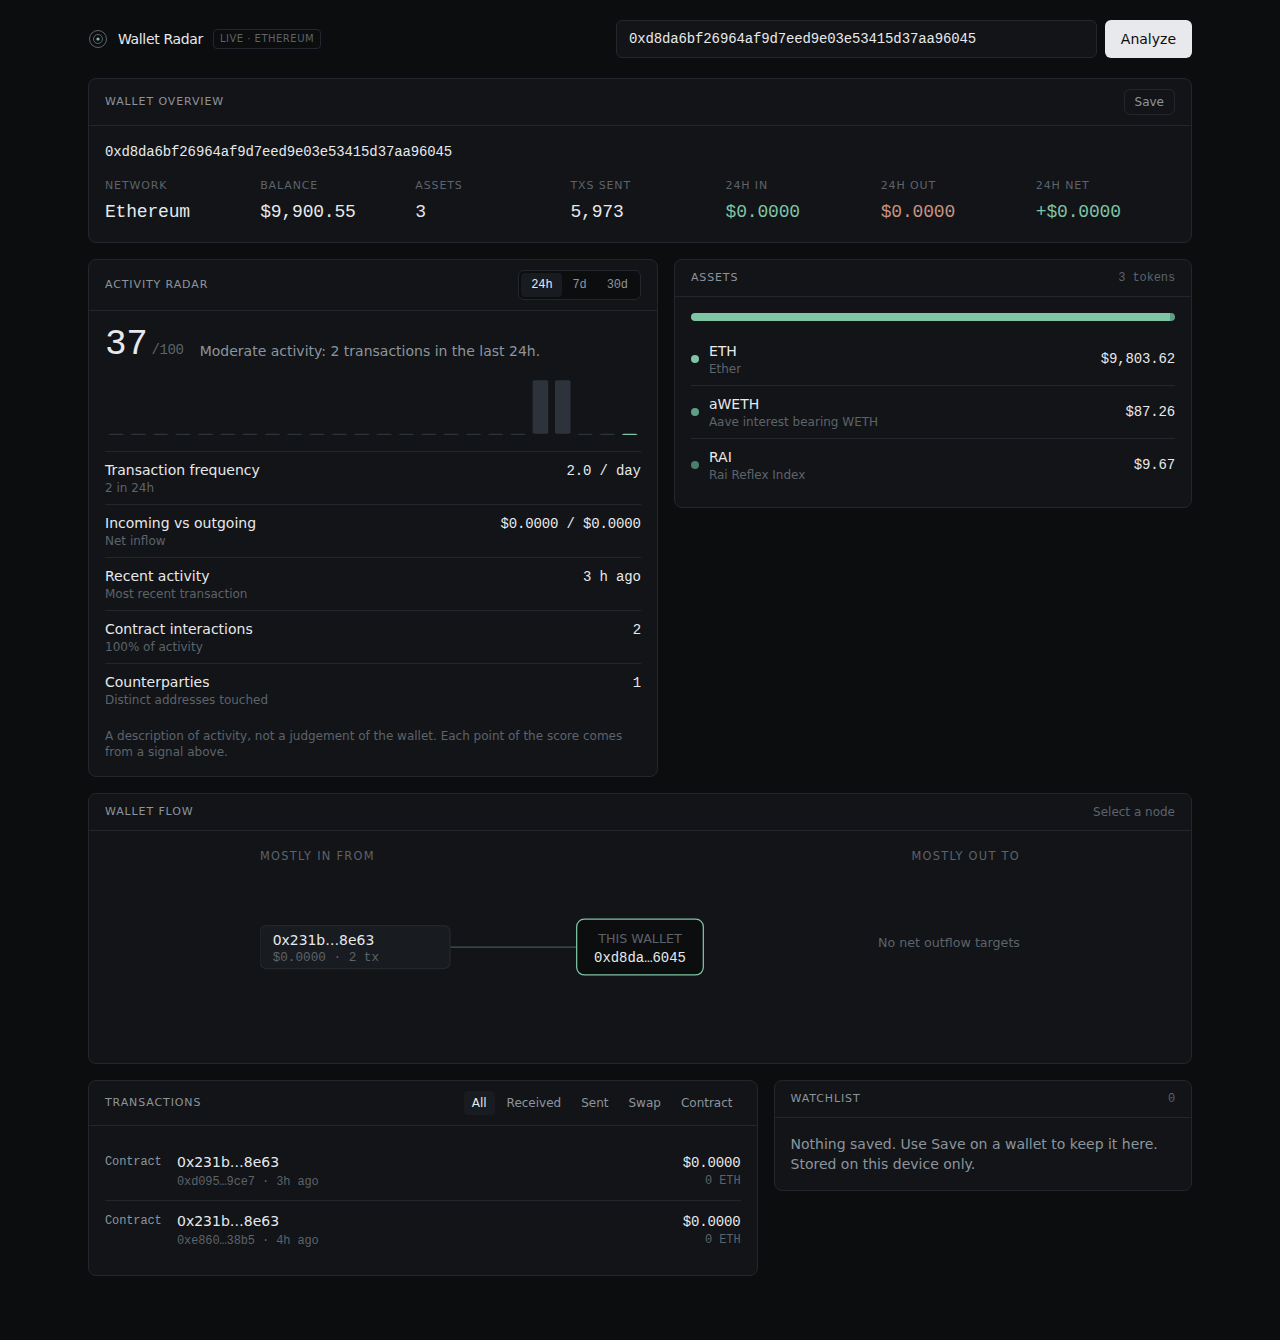 Wallet Radar LIVE · ETHEREUM 0xd8da6bf26964af9d7eed9e03e53415d37aa96045 Analyze
WALLET OVERVIEW Save
0xd8da6bf26964af9d7eed9e03e53415d37aa96045
NETWORK BALANCE ASSETS TXS SENT 24H IN 24H OUT 24H NET
Ethereum $9,900.55 3 5,973 $0.0000 $0.0000 +$0.0000
ACTIVITY RADAR 24h 7d 30d
37 /100 Moderate activity: 2 transactions in the last 24h.
Transaction frequency 2.0 / day
2 in 24h
Incoming vs outgoing $0.0000 / $0.0000
Net inflow
Recent activity 3 h ago
Most recent transaction
Contract interactions 2
100% of activity
Counterparties 1
Distinct addresses touched
A description of activity, not a judgement of the wallet. Each point of the score comes
from a signal above.
ASSETS 3 tokens
ETH $9,803.62
Ether
aWETH $87.26
Aave interest bearing WETH
RAI $9.67
Rai Reflex Index
WALLET FLOW Select a node
MOSTLY IN FROM MOSTLY OUT TO
0x231b…8e63
$0.0000 · 2 tx
THIS WALLET
0xd8da…6045
No net outflow targets
TRANSACTIONS All Received Sent Swap Contract
Contract 0x231b…8e63 $0.0000
0xd095…9ce7 · 3h ago 0 ETH
Contract 0x231b…8e63 $0.0000
0xe860…38b5 · 4h ago 0 ETH
WATCHLIST 0
Nothing saved. Use Save on a wallet to keep it here.
Stored on this device only.